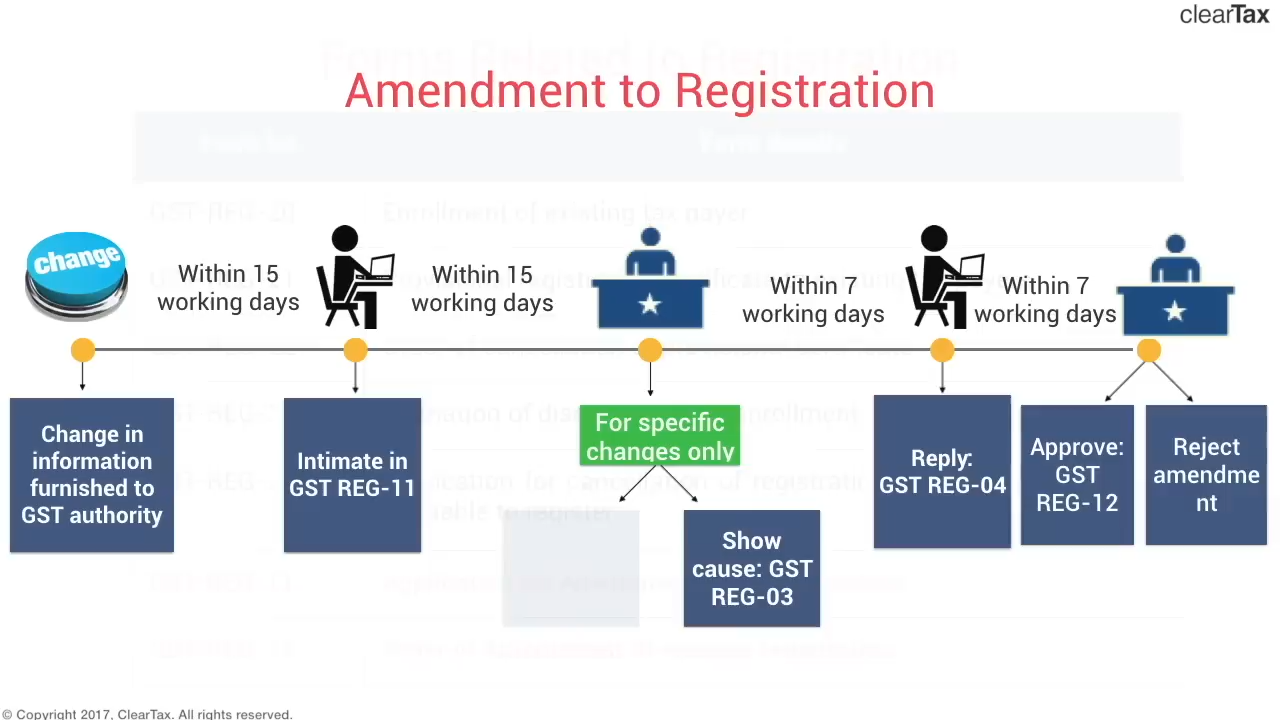 clearTax
Amendment to Registration
change
Within 15
working days
Within 15
working days
Within 7
working days
Within 7
working days
Change in
information
furnished to
GST authority
Intimate in
GST REG-11
For specific
changes only
Show
cause: GST
REG-03
Reply:
GST REG-04
Approve:
GST
REG-12
Reject
amendme
nt
© Copyright 2017, ClearTax. All rights reserved.